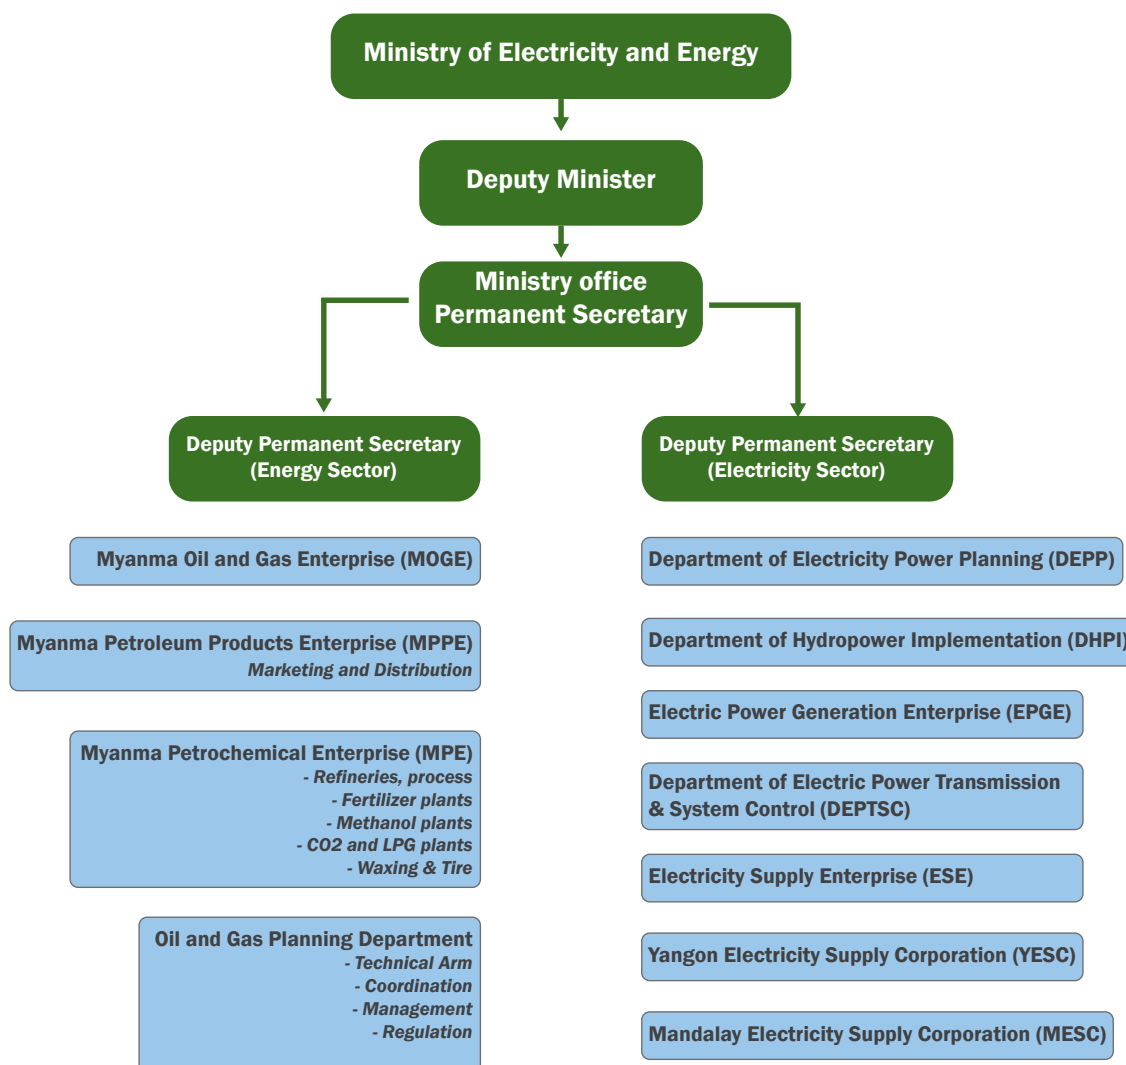 Ministry of Electricity and Energy
Deputy Minister
Ministry office
Permanent Secretary
Deputy Permanent Secretary
(Energy Sector)
Deputy Permanent Secretary
(Electricity Sector)
Myanma Oil and Gas Enterprise (MOGE)
Myanma Petroleum Products Enterprise (MPPE)
Marketing and Distribution
Myanma Petrochemical Enterprise (MPE)
- Refineries, process
- Fertilizer plants
- Methanol plants
- CO2 and LPG plants
- Waxing & Tire
Oil and Gas Planning Department
- Technical Arm
- Coordination
- Management
- Regulation
Department of Electricity Power Planning (DEPP)
Department of Hydropower Implementation (DHPI)
Electric Power Generation Enterprise (EPGE)
Department of Electric Power Transmission
& System Control (DEPTSC)
Electricity Supply Enterprise (ESE)
Yangon Electricity Supply Corporation (YESC)
Mandalay Electricity Supply Corporation (MESC)